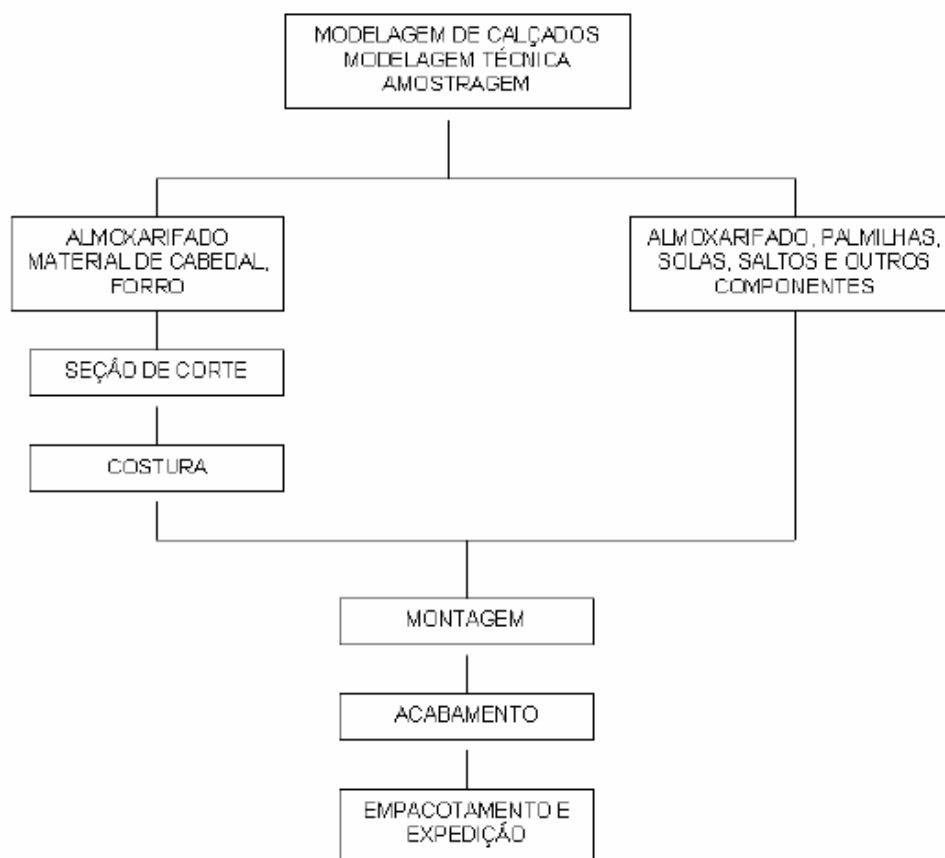 MODELAGEM DE CALÇADOS
MODELAGEM TÉCNICA
AMOSTRAGEM
ALMOXARIFADO
MATERIAL DE CABEDAL,
FORRO
ALMOXARIFADO, PALMILHAS,
SOLAS, SALTOS E OUTROS
COMPONENTES
SEÇÃO DE CORTE
COSTURA
MONTAGEM
ACABAMENTO
EMPACOTAMENTO E
EXPEDIÇÃO